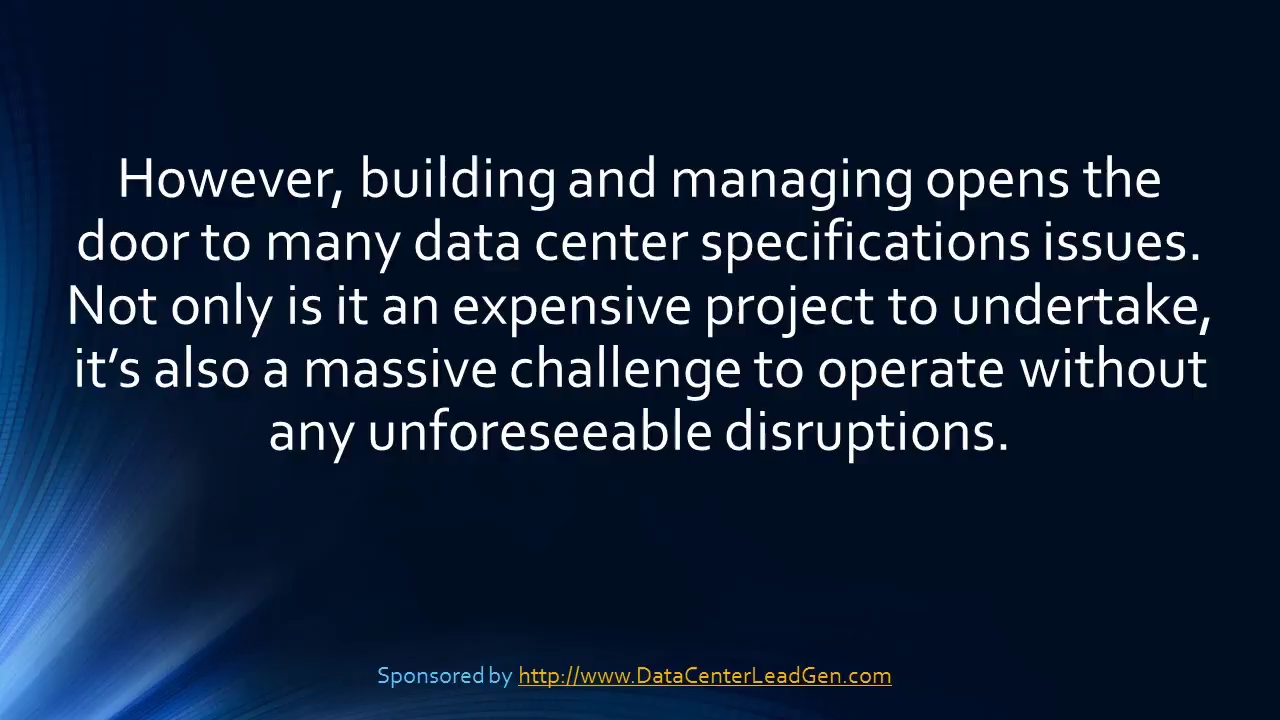 However, building and managing opens the
door to many data center specifications issues.
Not only is it an expensive project to undertake,
it’s also a massive challenge to operate without
any unforeseeable disruptions.
Sponsored by http://www.DataCenterLeadGen.com